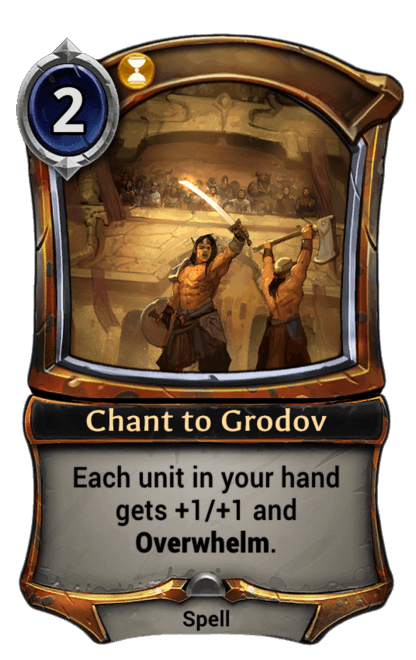 2
Chant to Grodov
Each unit in your hand
gets +1/+1 and
Overwhelm.
Spell